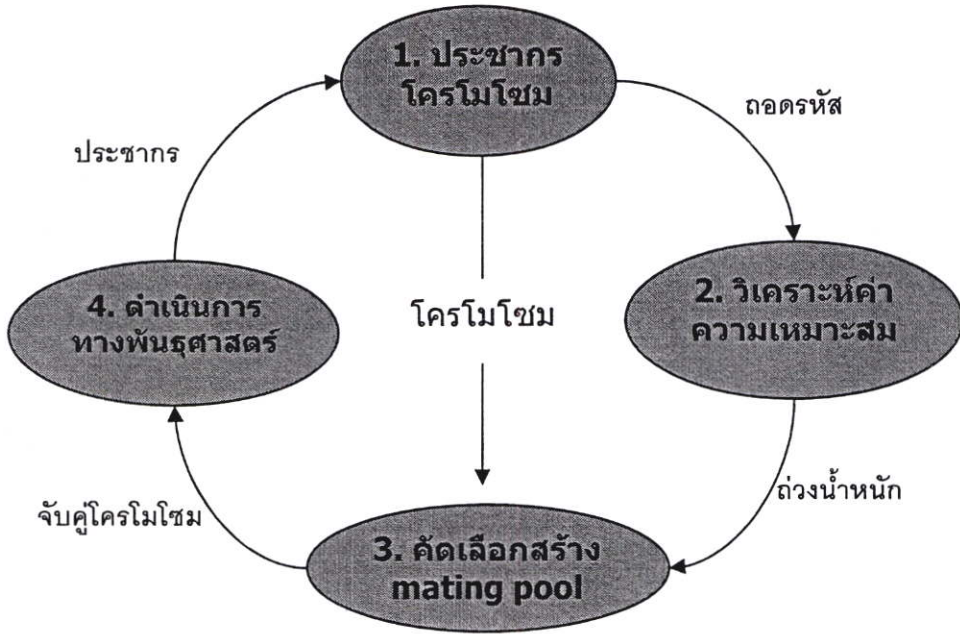 1. ประชากร
โครโมโซม
ถอดรหัส
ประชากร
2. วิเคราะห์ค่า
ความเหมาะสม
4. ดำเนินการ
ทางพันธุศาสตร์
โครโมโซม
ถ่วงน้ำหนัก
จับคู่โครโมโซม
3. คัดเลือกสร้าง
mating pool